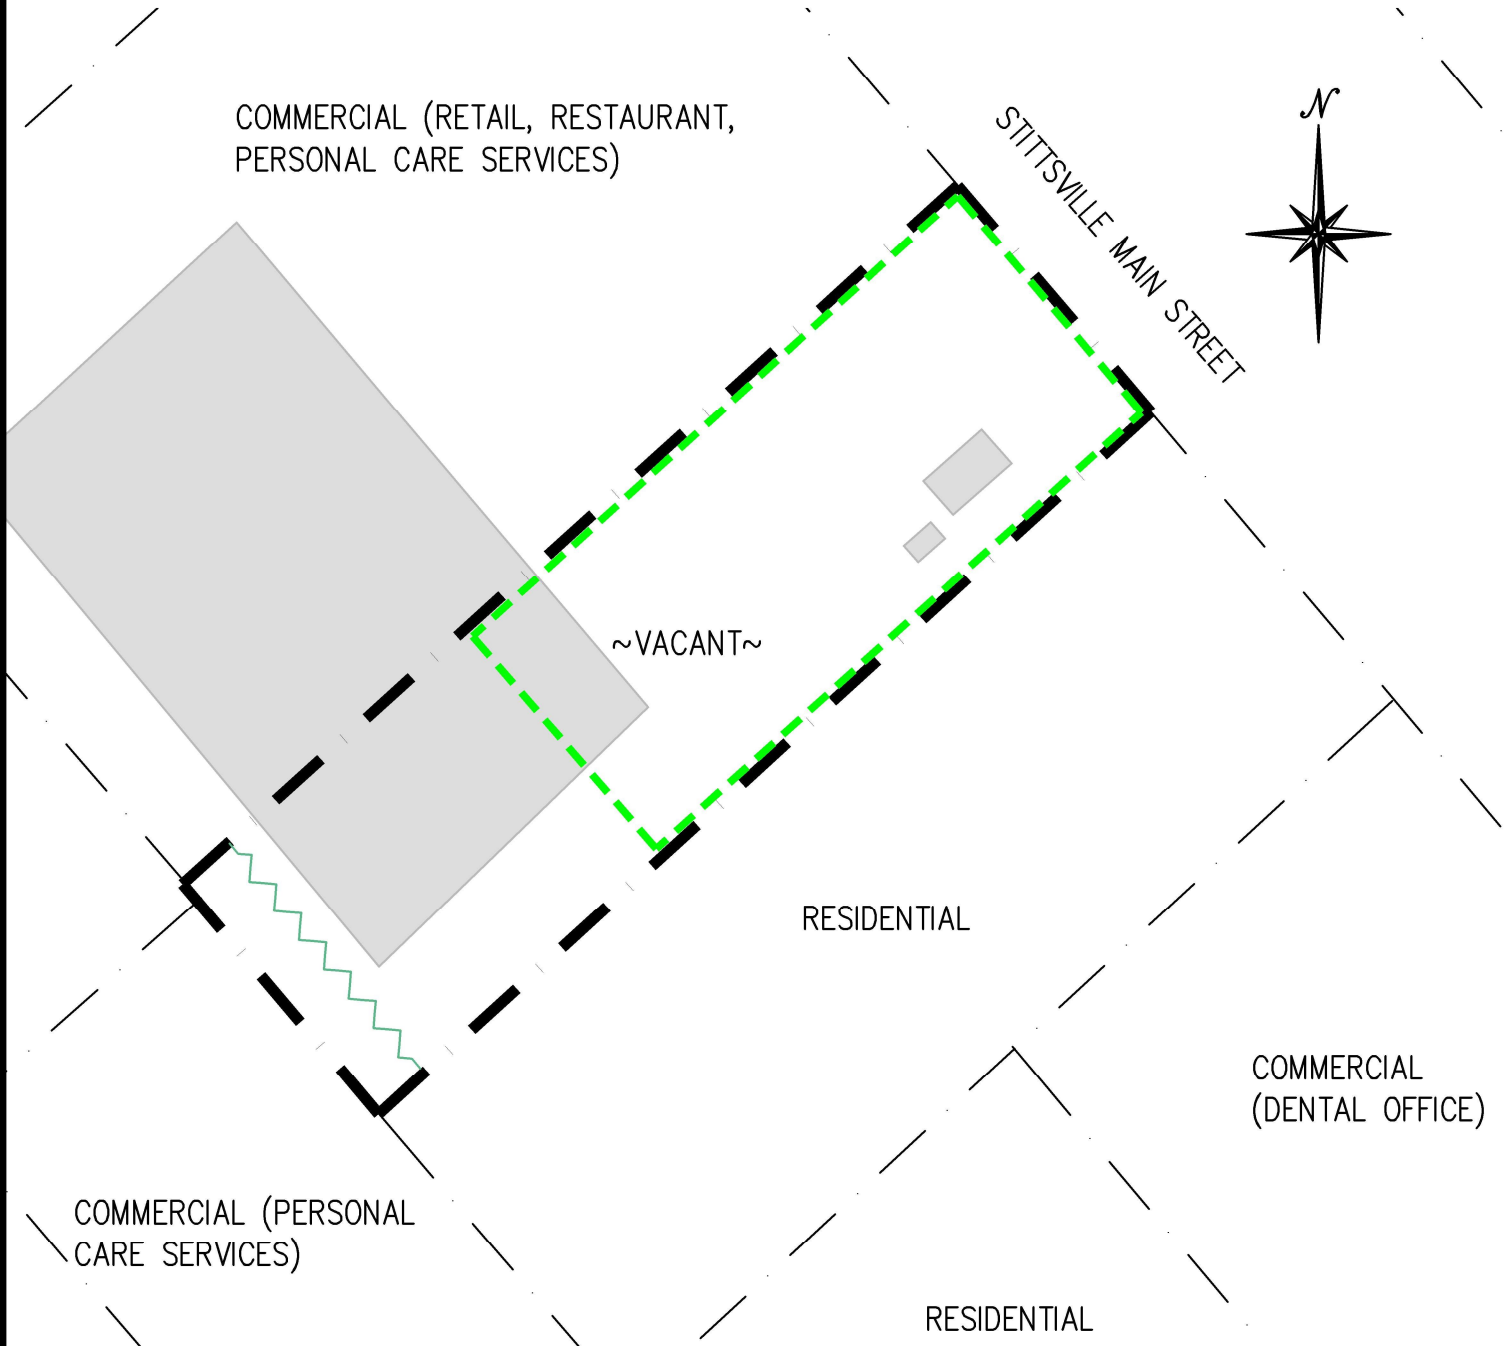 N
COMMERCIAL (RETAIL, RESTAURANT,
PERSONAL CARE SERVICES)
STITTSVILLE MAIN STREET
~VACANT~
RESIDENTIAL
COMMERCIAL
(DENTAL OFFICE)
COMMERCIAL (PERSONAL
CARE SERVICES)
RESIDENTIAL